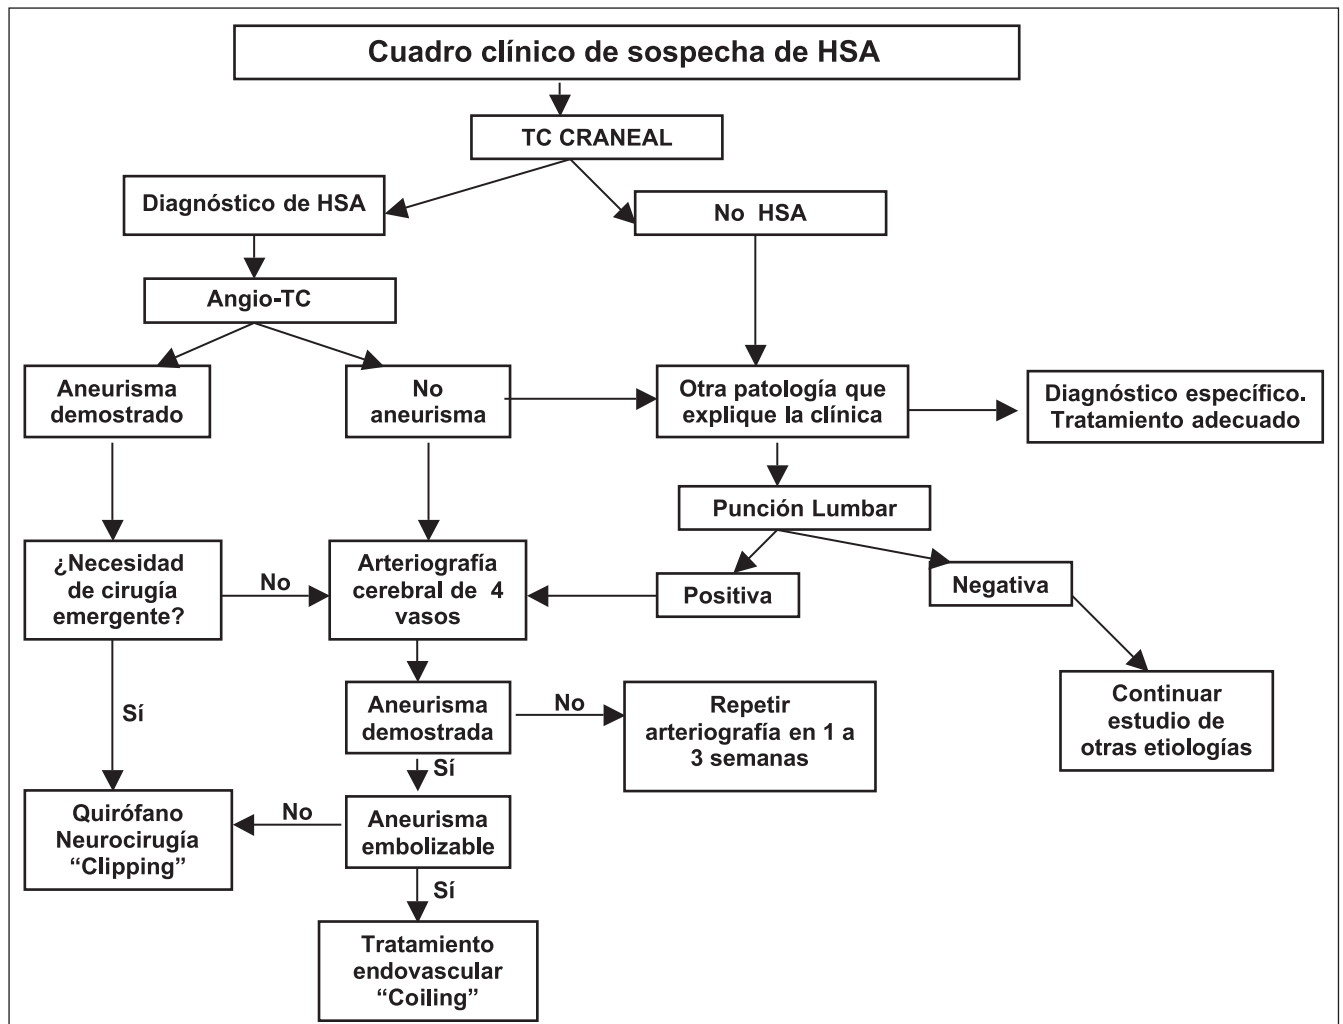 Cuadro clínico de sospecha de HSA
TC CRANEAL
Diagnóstico de HSA
No HSA
Angio-TC
Aneurisma
demostrado
No
aneurisma
Otra patología que
explique la clínica
Diagnóstico específico.
Tratamiento adecuado
Punción Lumbar
¿Necesidad
de cirugía
emergente?
No
Arteriografía
cerebral de 4
vasos
Positiva
Negativa
Sí
Aneurisma
demostrada
No
Repetir
arteriografía en 1 a
3 semanas
Continuar
estudio de
otras etiologías
Sí
Quirófano
Neurocirugía
“Clipping”
No
Aneurisma
embolizable
Sí
Tratamiento
endovascular
“Coiling”